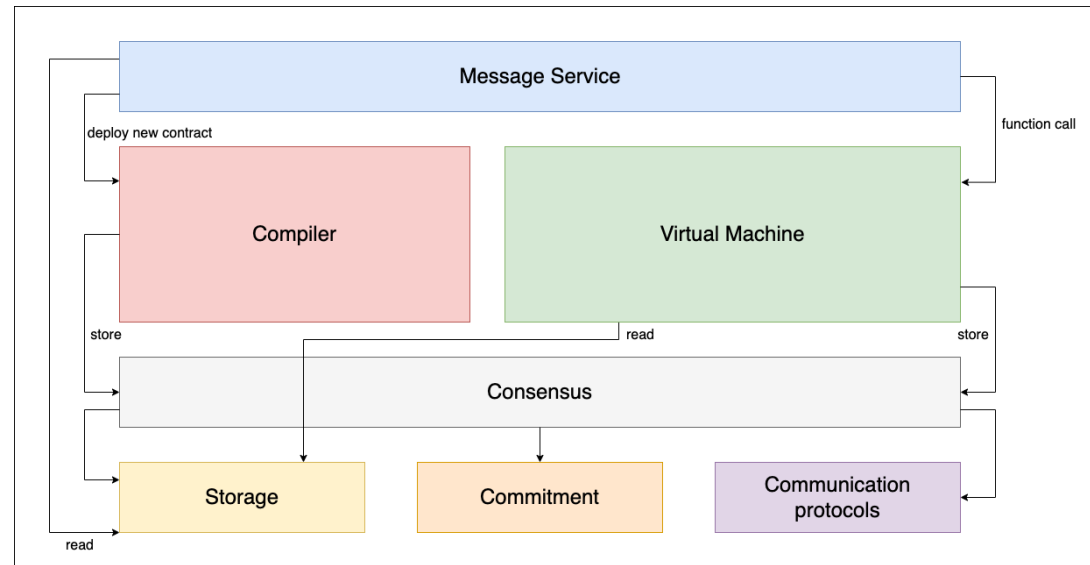 Message Service
deploy new contract
function call
Compiler
Virtual Machine
store
read
store
Consensus
Storage
Commitment
Communication
protocols
read